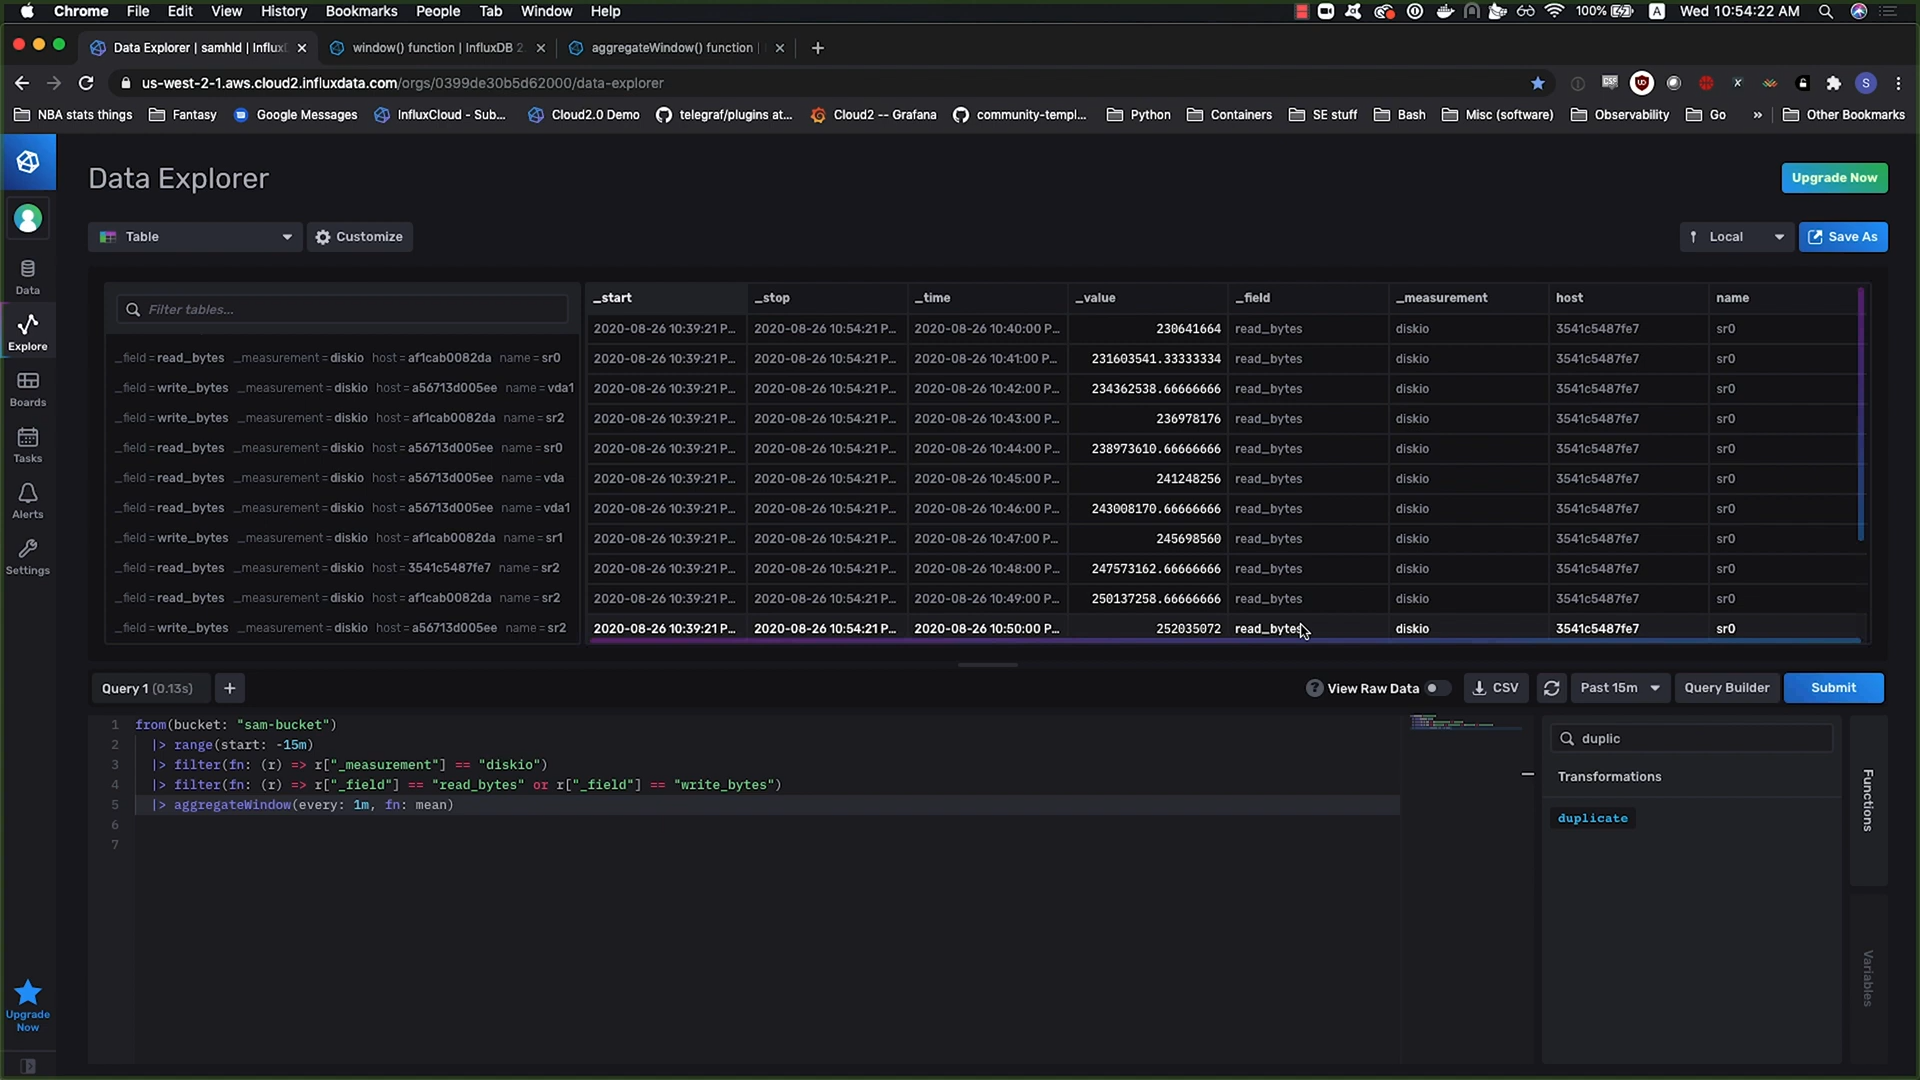 Chrome File Edit View History Bookmarks People Tab Window Help 100% A Wed 10:54:22 AM
Data Explorer | samhld | InfluxD window() function | InfluxDB 2. aggregateWindow() function |
us-west-2-1.aws.cloud2.influxdata.com/orgs/0399de30b5d62000/data-explorer S
NBA stats things Fantasy Google Messages InfluxCloud - Sub... Cloud2.0 Demo telegraf/plugins at... Cloud2 -- Grafana community-templ... Python Containers SE stuff Bash Misc (software) Observability Go » Other Bookmarks
Data Explorer
Upgrade Now
Table Customize Local Save As
Data
Explore
Boards
Tasks
Alerts
Settings
Upgrade
Now
Filter tables...
_field = read_bytes _measurement = diskio host = af1cab0082da name = sr0
_field = write_bytes _measurement = diskio host = a56713d005ee name = vda1
_field = write_bytes _measurement = diskio host = af1cab0082da name = sr2
_field = read_bytes _measurement = diskio host = a56713d005ee name = sr0
_field = read_bytes _measurement = diskio host = a56713d005ee name = vda
_field = read_bytes _measurement = diskio host = a56713d005ee name = vda1
_field = write_bytes _measurement = diskio host = af1cab0082da name = sr1
_field = read_bytes _measurement = diskio host = 3541c5487fe7 name = sr2
_field = read_bytes _measurement = diskio host = af1cab0082da name = sr2
_field = write_bytes _measurement = diskio host = a56713d005ee name = sr2
_start _stop _time _value _field _measurement host name
2020-08-26 10:39:21 P... 2020-08-26 10:54:21 P... 2020-08-26 10:40:00 P... 230641664 read_bytes diskio 3541c5487fe7 sr0
2020-08-26 10:39:21 P... 2020-08-26 10:54:21 P... 2020-08-26 10:41:00 P... 231603541.33333334 read_bytes diskio 3541c5487fe7 sr0
2020-08-26 10:39:21 P... 2020-08-26 10:54:21 P... 2020-08-26 10:42:00 P... 234362538.66666666 read_bytes diskio 3541c5487fe7 sr0
2020-08-26 10:39:21 P... 2020-08-26 10:54:21 P... 2020-08-26 10:43:00 P... 236978176 read_bytes diskio 3541c5487fe7 sr0
2020-08-26 10:39:21 P... 2020-08-26 10:54:21 P... 2020-08-26 10:44:00 P... 238973610.66666666 read_bytes diskio 3541c5487fe7 sr0
2020-08-26 10:39:21 P... 2020-08-26 10:54:21 P... 2020-08-26 10:45:00 P... 241248256 read_bytes diskio 3541c5487fe7 sr0
2020-08-26 10:39:21 P... 2020-08-26 10:54:21 P... 2020-08-26 10:46:00 P... 243008170.66666666 read_bytes diskio 3541c5487fe7 sr0
2020-08-26 10:39:21 P... 2020-08-26 10:54:21 P... 2020-08-26 10:47:00 P... 245698560 read_bytes diskio 3541c5487fe7 sr0
2020-08-26 10:39:21 P... 2020-08-26 10:54:21 P... 2020-08-26 10:48:00 P... 247573162.66666666 read_bytes diskio 3541c5487fe7 sr0
2020-08-26 10:39:21 P... 2020-08-26 10:54:21 P... 2020-08-26 10:49:00 P... 250137258.66666666 read_bytes diskio 3541c5487fe7 sr0
2020-08-26 10:39:21 P... 2020-08-26 10:54:21 P... 2020-08-26 10:50:00 P... 252035072 read_bytes diskio 3541c5487fe7 sr0
Query 1 (0.13s) + ? View Raw Data CSV Past 15m Query Builder Submit
1 from(bucket: "sam-bucket")
2 |> range(start: -15m)
3 |> filter(fn: (r) => r["_measurement"] == "diskio")
4 |> filter(fn: (r) => r["_field"] == "read_bytes" or r["_field"] == "write_bytes")
5 |> aggregateWindow(every: 1m, fn: mean)
6
7
duplic
Transformations
duplicate
Functions
Variables